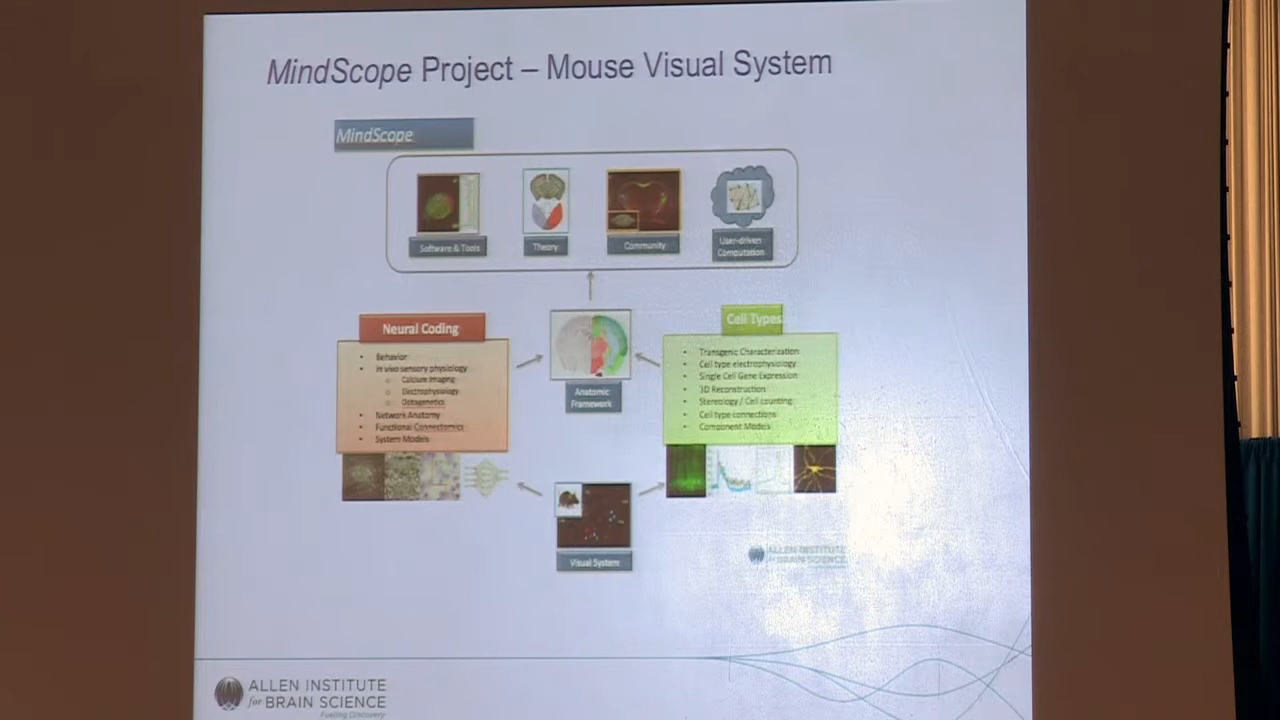 MindScope Project – Mouse Visual System
MindScope
Software & Tools
Theory
Community
User-driven
Computation
Neural Coding
• Behavior
• In vivo sensory physiology
o Calcium Imaging
o Electrophysiology
o Optogenetics
• Network Anatomy
• Functional Connectomics
• System Models
Anatomic
Framework
Cell Types
• Transgenic Characterization
• Cell type electrophysiology
• Single Cell Gene Expression
• 3D Reconstruction
• Stereology / Cell counting
• Cell type connections
• Component Models
Visual System
ALLEN INSTITUTE
for BRAIN SCIENCE
ALLEN INSTITUTE
for BRAIN SCIENCE
Fueling Discovery